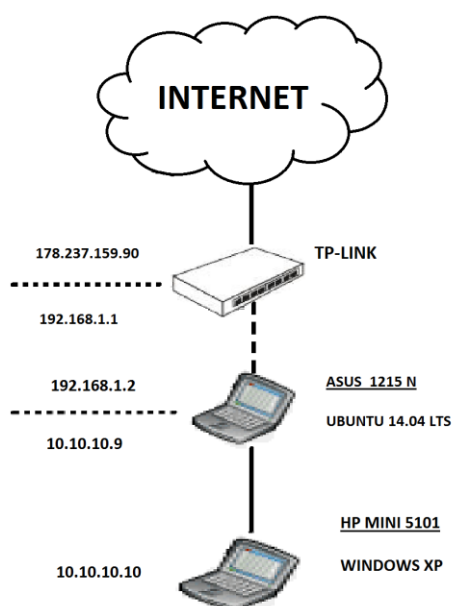 INTERNET
178.237.159.90
TP-LINK
192.168.1.1
192.168.1.2
ASUS 1215 N
UBUNTU 14.04 LTS
10.10.10.9
HP MINI 5101
WINDOWS XP
10.10.10.10